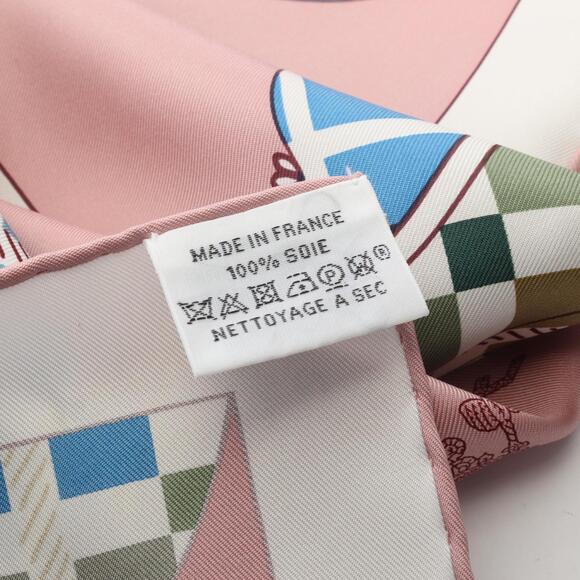 MADE IN FRANCE
100% SOIE
P ®
NETTOYAGE A SEC